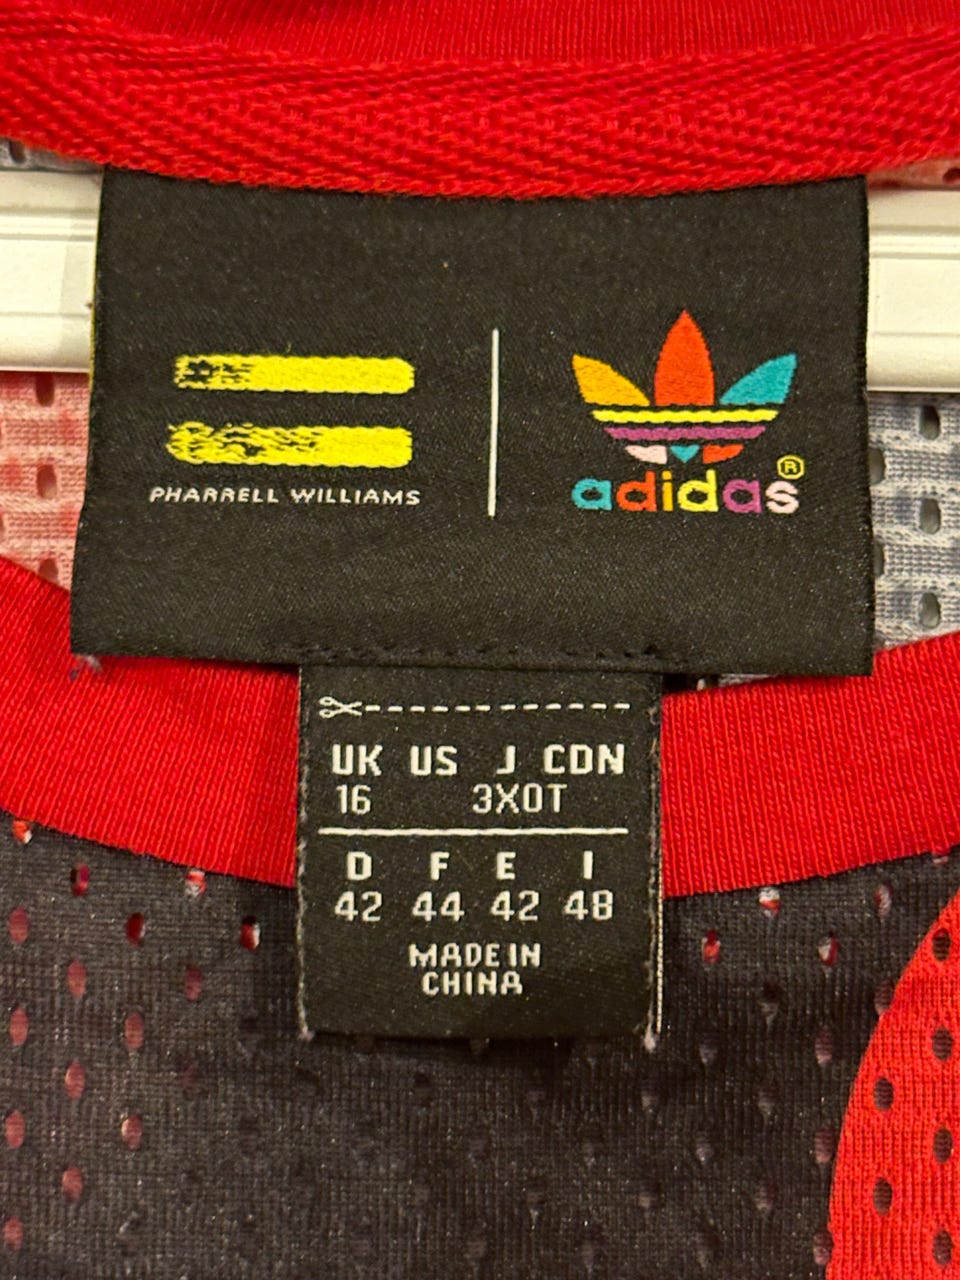 PHARRELL WILLIAMS
adidas®
UK US J CDN
16 3XOT
D F E I
42 44 42 48
MADE IN
CHINA